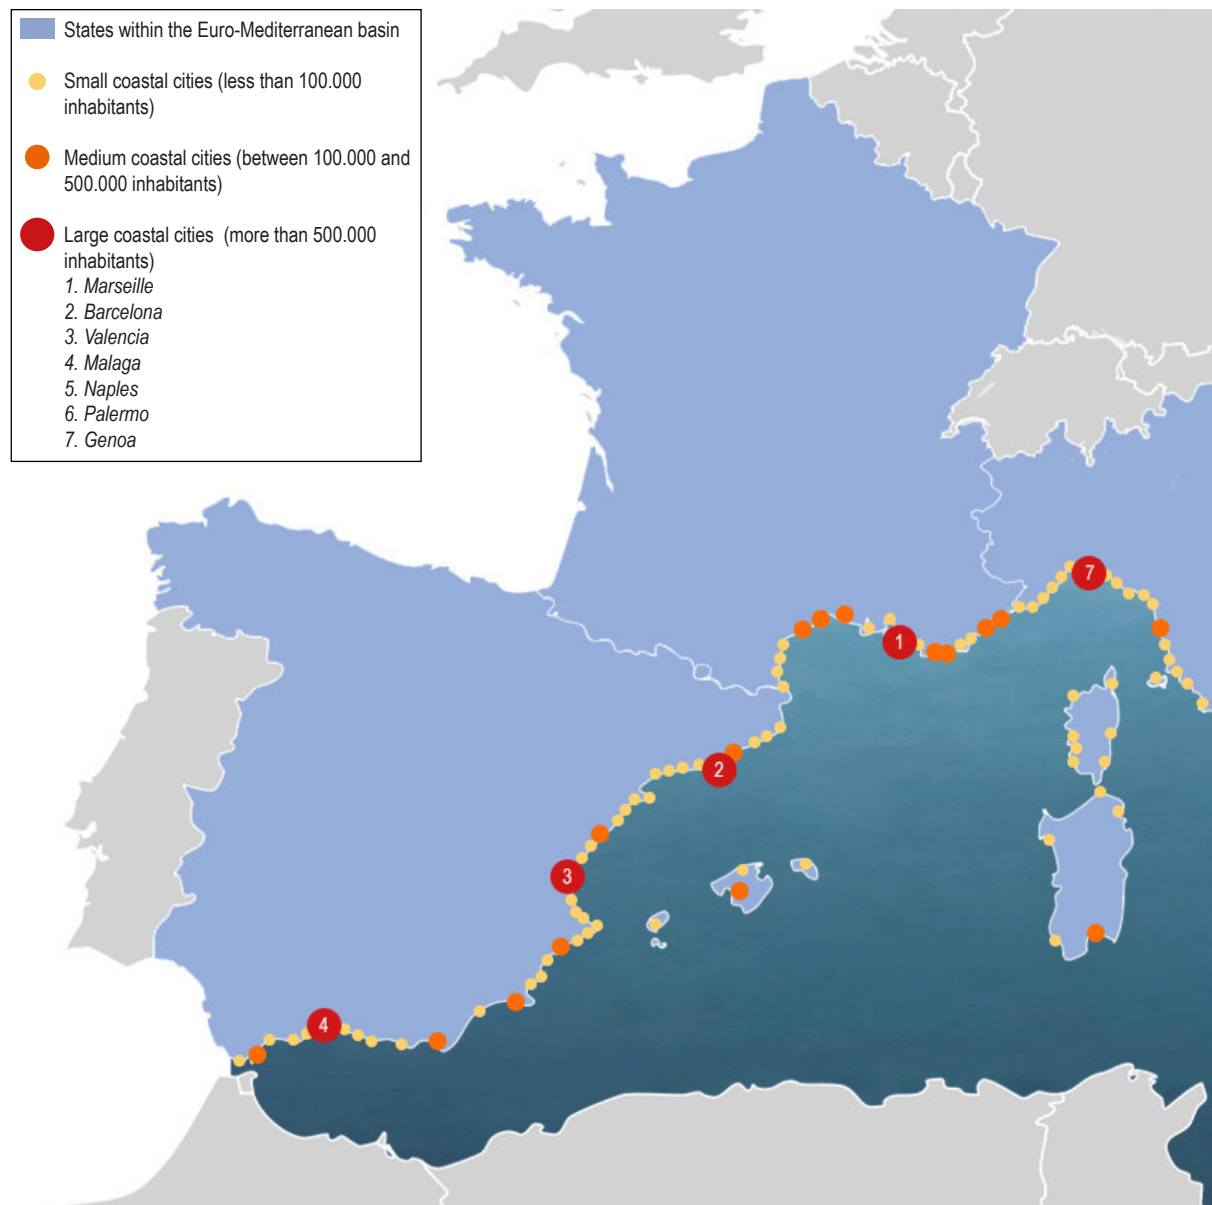 States within the Euro-Mediterranean basin
Small coastal cities (less than 100.000
inhabitants)
Medium coastal cities (between 100.000 and
500.000 inhabitants)
Large coastal cities (more than 500.000
inhabitants)
1. Marseille
2. Barcelona
3. Valencia
4. Malaga
5. Naples
6. Palermo
7. Genoa
7
1
2
3
4